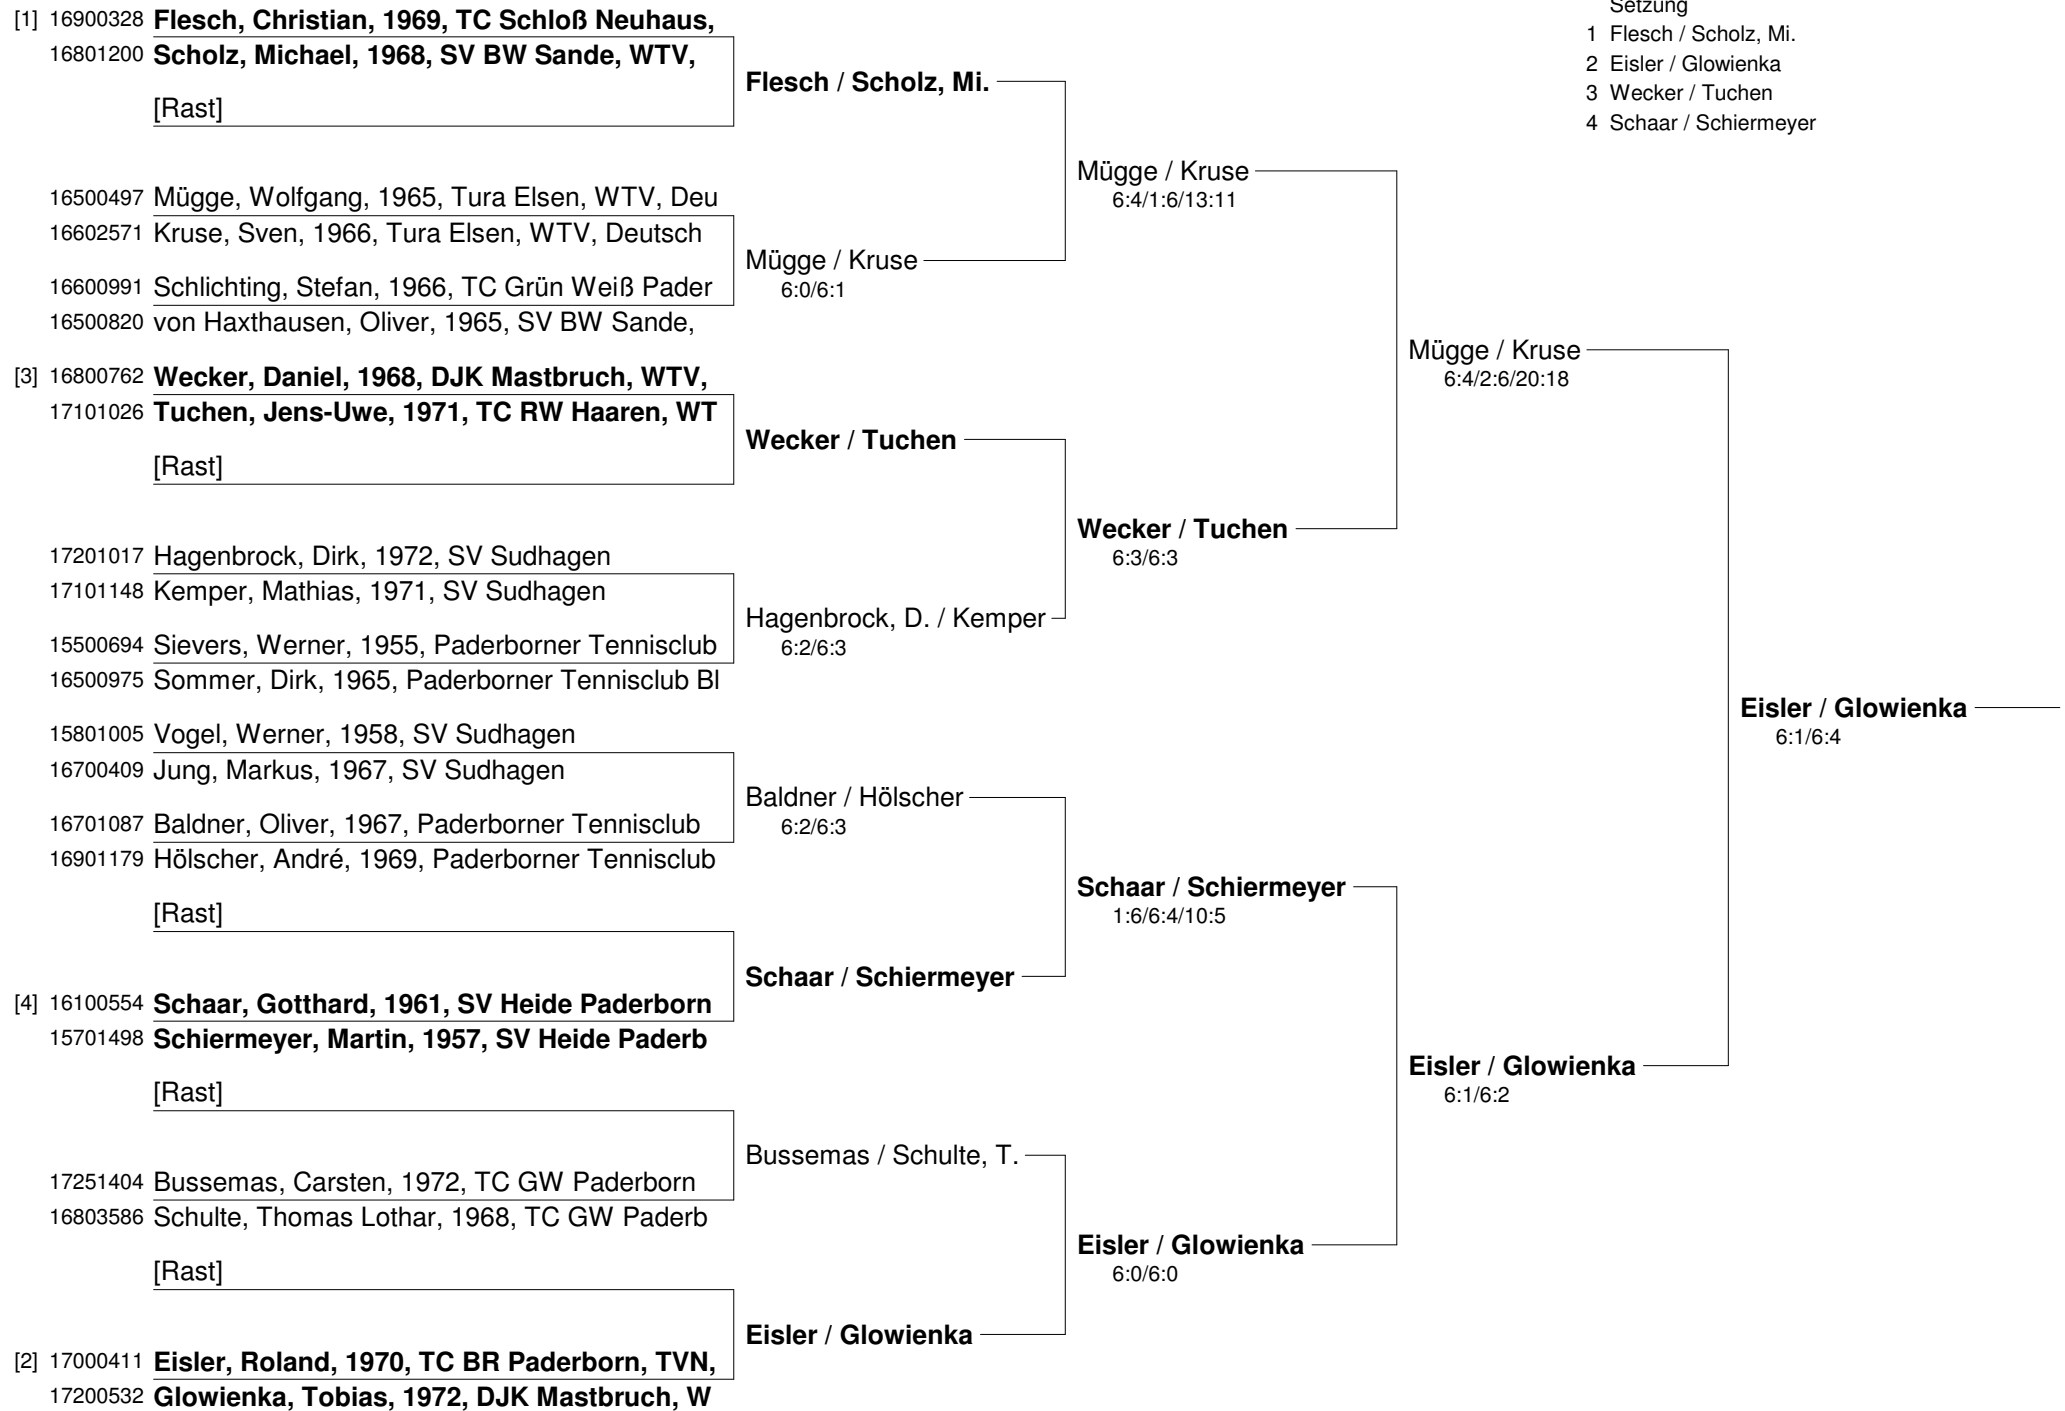 Setzung
1 Flesch / Scholz, Mi.
2 Eisler / Glowienka
3 Wecker / Tuchen
4 Schaar / Schiermeyer
[1] 16900328 Flesch, Christian, 1969, TC Schloß Neuhaus,
16801200 Scholz, Michael, 1968, SV BW Sande, WTV,
[Rast]
16500497 Mügge, Wolfgang, 1965, Tura Elsen, WTV, Deu
16602571 Kruse, Sven, 1966, Tura Elsen, WTV, Deutsch
16600991 Schlichting, Stefan, 1966, TC Grün Weiß Pader
16500820 von Haxthausen, Oliver, 1965, SV BW Sande,
[3] 16800762 Wecker, Daniel, 1968, DJK Mastbruch, WTV,
17101026 Tuchen, Jens-Uwe, 1971, TC RW Haaren, WT
[Rast]
17201017 Hagenbrock, Dirk, 1972, SV Sudhagen
17101148 Kemper, Mathias, 1971, SV Sudhagen
15500694 Sievers, Werner, 1955, Paderborner Tennisclub
16500975 Sommer, Dirk, 1965, Paderborner Tennisclub Bl
15801005 Vogel, Werner, 1958, SV Sudhagen
16700409 Jung, Markus, 1967, SV Sudhagen
16701087 Baldner, Oliver, 1967, Paderborner Tennisclub
16901179 Hölscher, André, 1969, Paderborner Tennisclub
[Rast]
[4] 16100554 Schaar, Gotthard, 1961, SV Heide Paderborn
15701498 Schiermeyer, Martin, 1957, SV Heide Paderb
[Rast]
17251404 Bussemas, Carsten, 1972, TC GW Paderborn
16803586 Schulte, Thomas Lothar, 1968, TC GW Paderb
[Rast]
[2] 17000411 Eisler, Roland, 1970, TC BR Paderborn, TVN,
17200532 Glowienka, Tobias, 1972, DJK Mastbruch, W
Flesch / Scholz, Mi.
Mügge / Kruse
6:0/6:1
Wecker / Tuchen
Hagenbrock, D. / Kemper
6:2/6:3
Baldner / Hölscher
6:2/6:3
Schaar / Schiermeyer
Bussemas / Schulte, T.
Eisler / Glowienka
Mügge / Kruse
6:4/1:6/13:11
Wecker / Tuchen
6:3/6:3
Schaar / Schiermeyer
1:6/6:4/10:5
Eisler / Glowienka
6:0/6:0
Mügge / Kruse
6:4/2:6/20:18
Eisler / Glowienka
6:1/6:2
Eisler / Glowienka
6:1/6:4